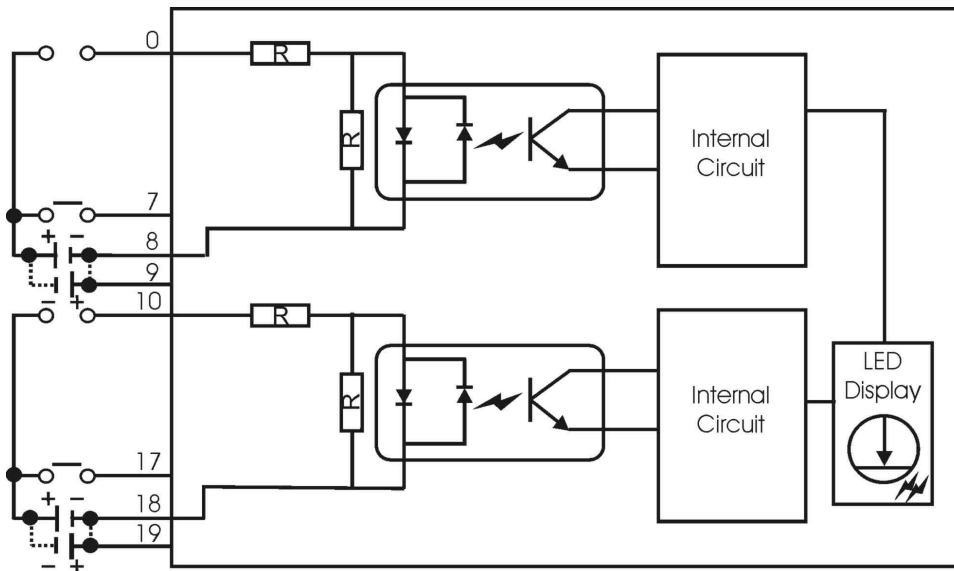 0
R
R
Internal
Circuit
7
+ −
8
9
− +
10
R
R
Internal
Circuit
LED
Display
17
+ −
18
19
− +